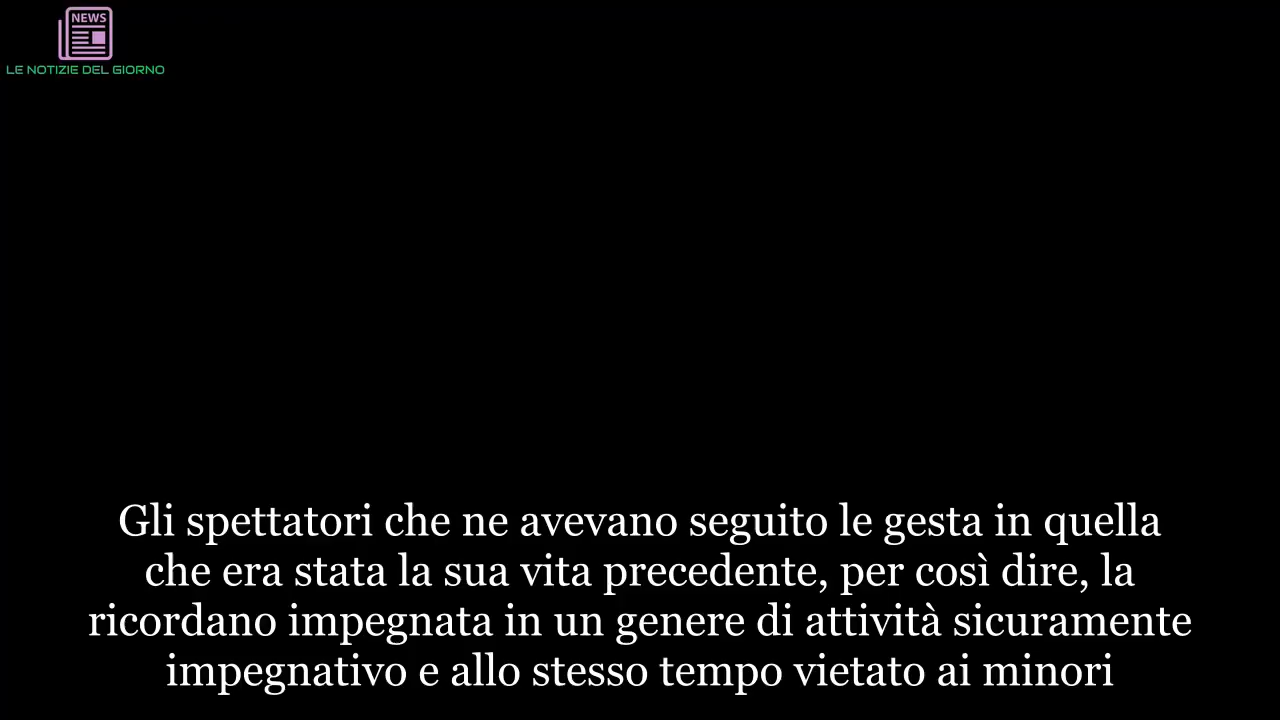 NEWS
LE NOTIZIE DEL GIORNO
Gli spettatori che ne avevano seguito le gesta in quella
che era stata la sua vita precedente, per così dire, la
ricordano impegnata in un genere di attività sicuramente
impegnativo e allo stesso tempo vietato ai minori